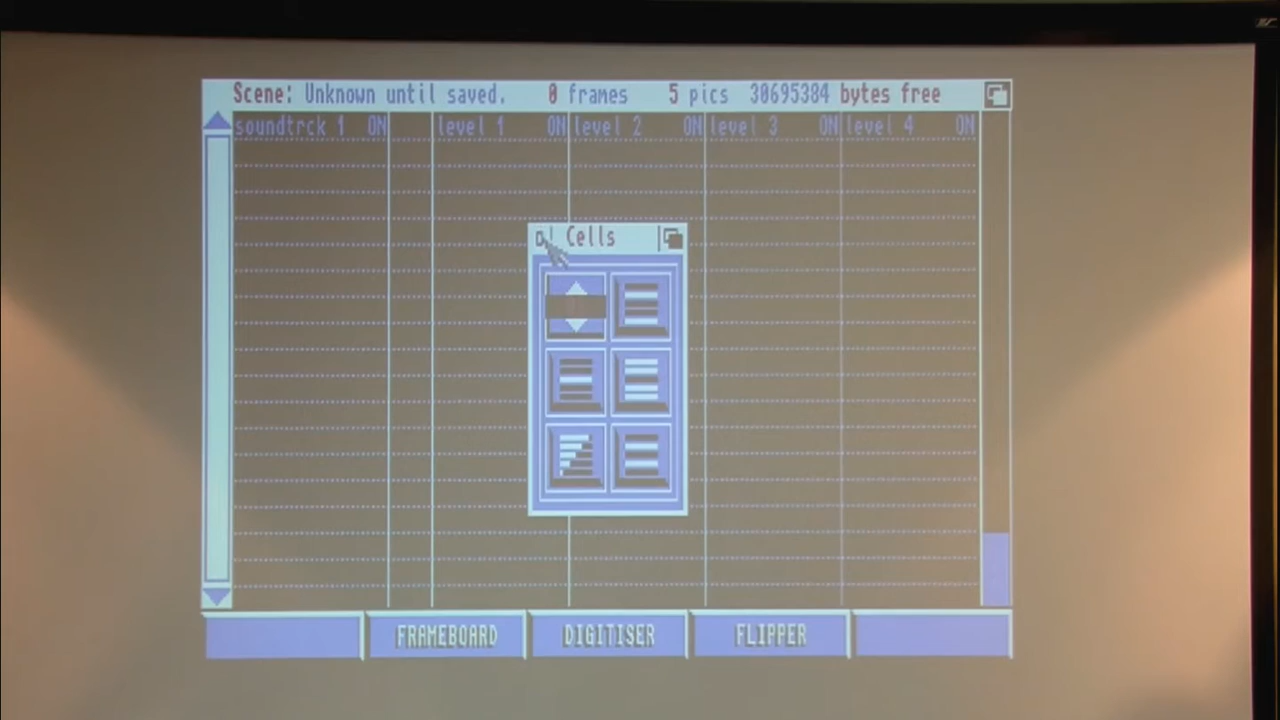 Scene: Unknown until saved. 0 frames 5 pics 30695384 bytes free
soundtrck 1 ON level 1 ON level 2 ON level 3 ON level 4 ON
Cells
FRAMEBOARD DIGITISER FLIPPER